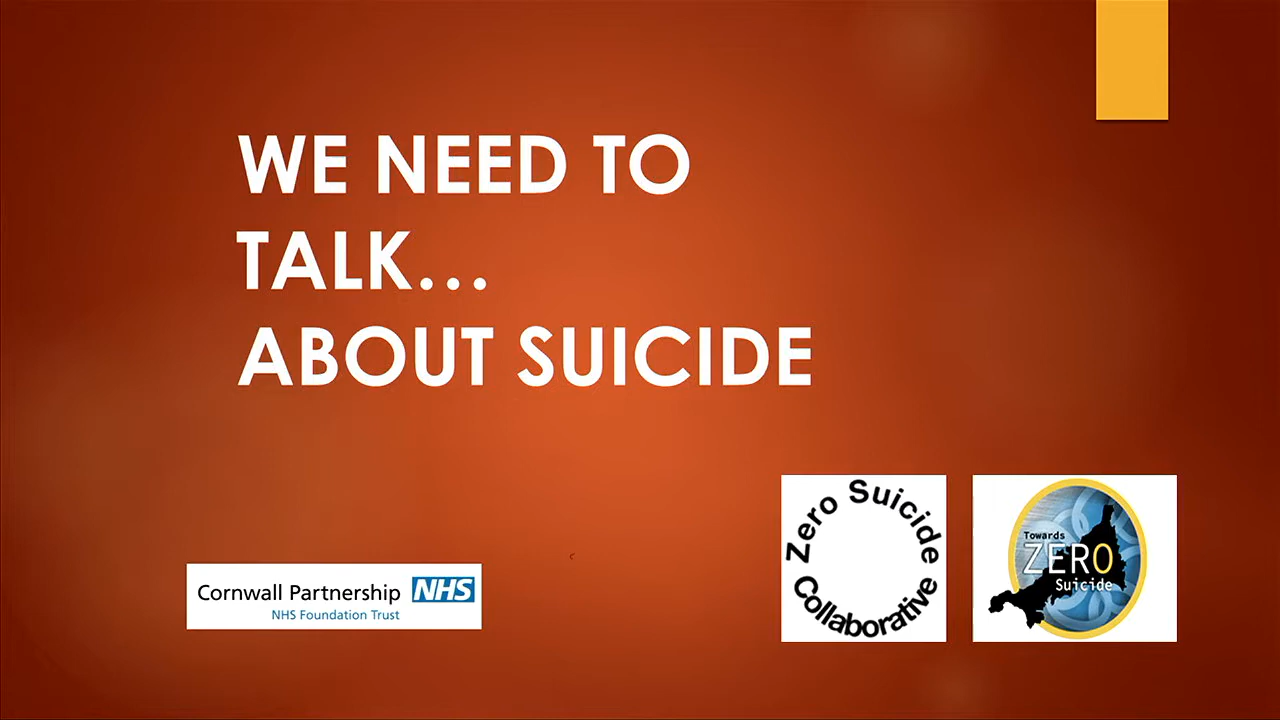 WE NEED TO
TALK...
ABOUT SUICIDE
Cornwall Partnership NHS
NHS Foundation Trust
Zero Suicide
Collaborative
Towards
ZERO
Suicide